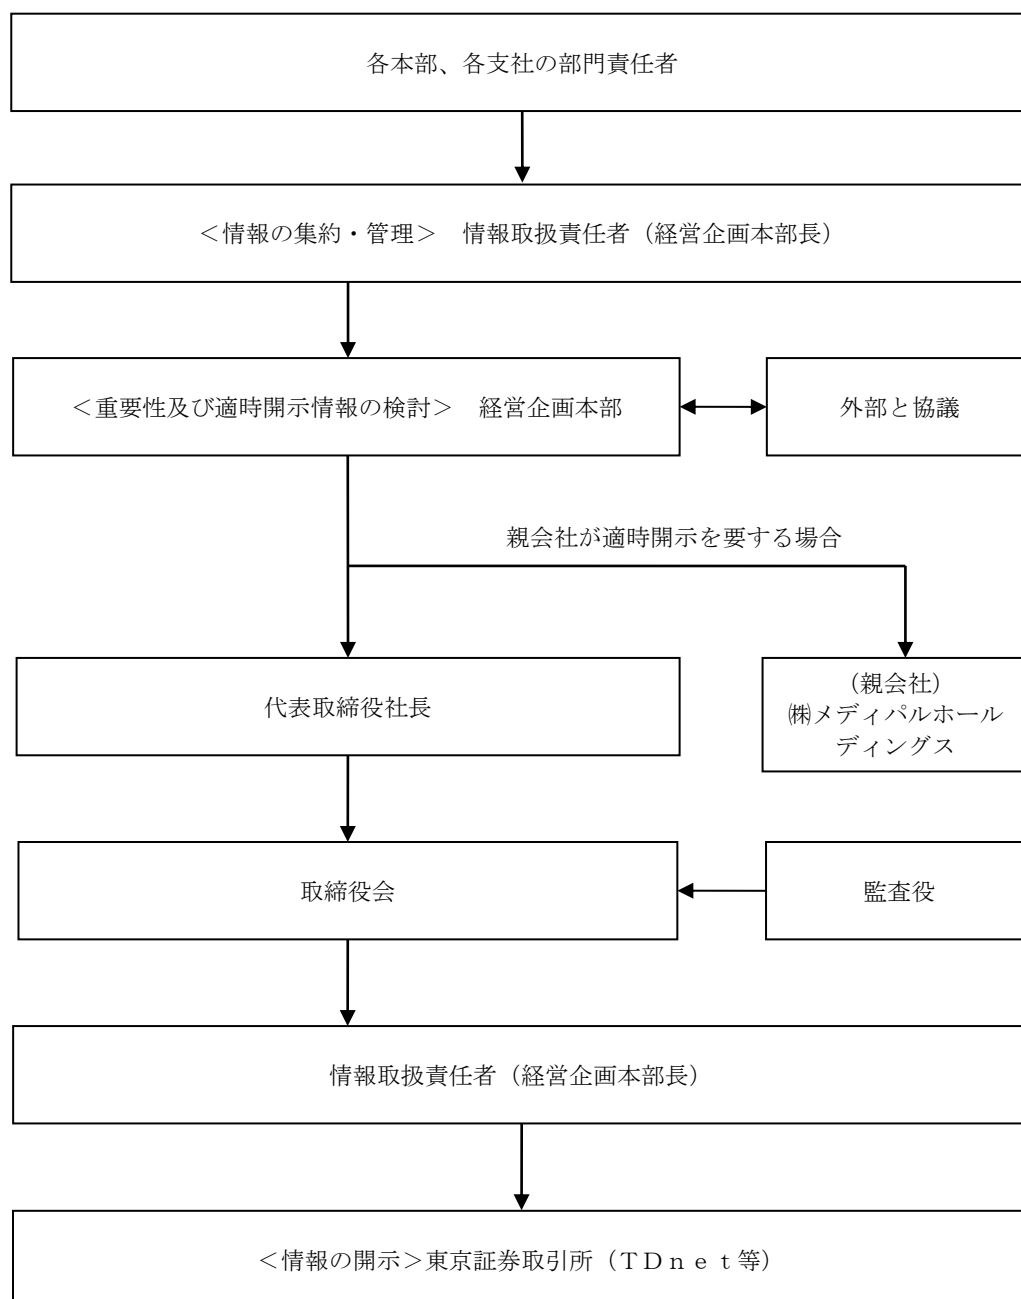 各本部、各支社の部門責任者
＜情報の集約・管理＞　情報取扱責任者（経営企画本部長）
＜重要性及び適時開示情報の検討＞　経営企画本部
外部と協議
親会社が適時開示を要する場合
代表取締役社長
（親会社）
㈱メディパルホール
ディングス
取締役会
監査役
情報取扱責任者（経営企画本部長）
＜情報の開示＞東京証券取引所（ＴＤｎｅｔ等）